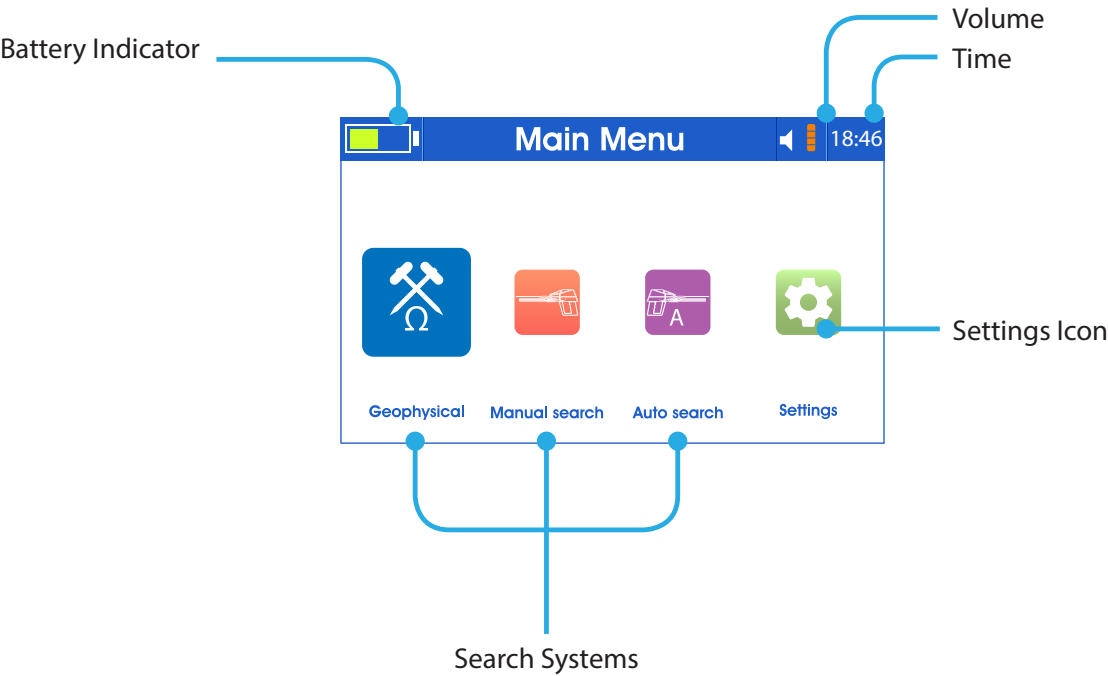 Volume
Battery Indicator
Time
Main Menu
18:46
Ω
A
Settings Icon
Geophysical
Manual search
Auto search
Settings
Search Systems